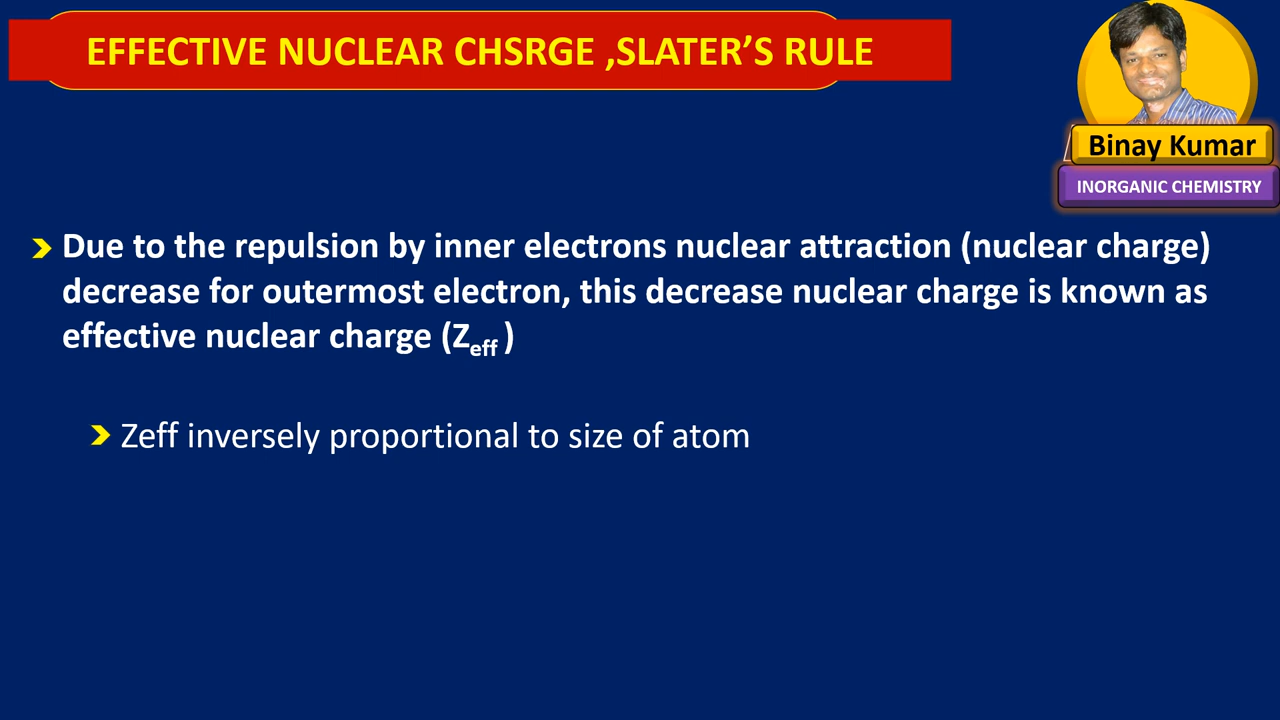 EFFECTIVE NUCLEAR CHSRGE ,SLATER’S RULE
Binay Kumar
INORGANIC CHEMISTRY
Due to the repulsion by inner electrons nuclear attraction (nuclear charge)
decrease for outermost electron, this decrease nuclear charge is known as
effective nuclear charge (Zeff )
Zeff inversely proportional to size of atom